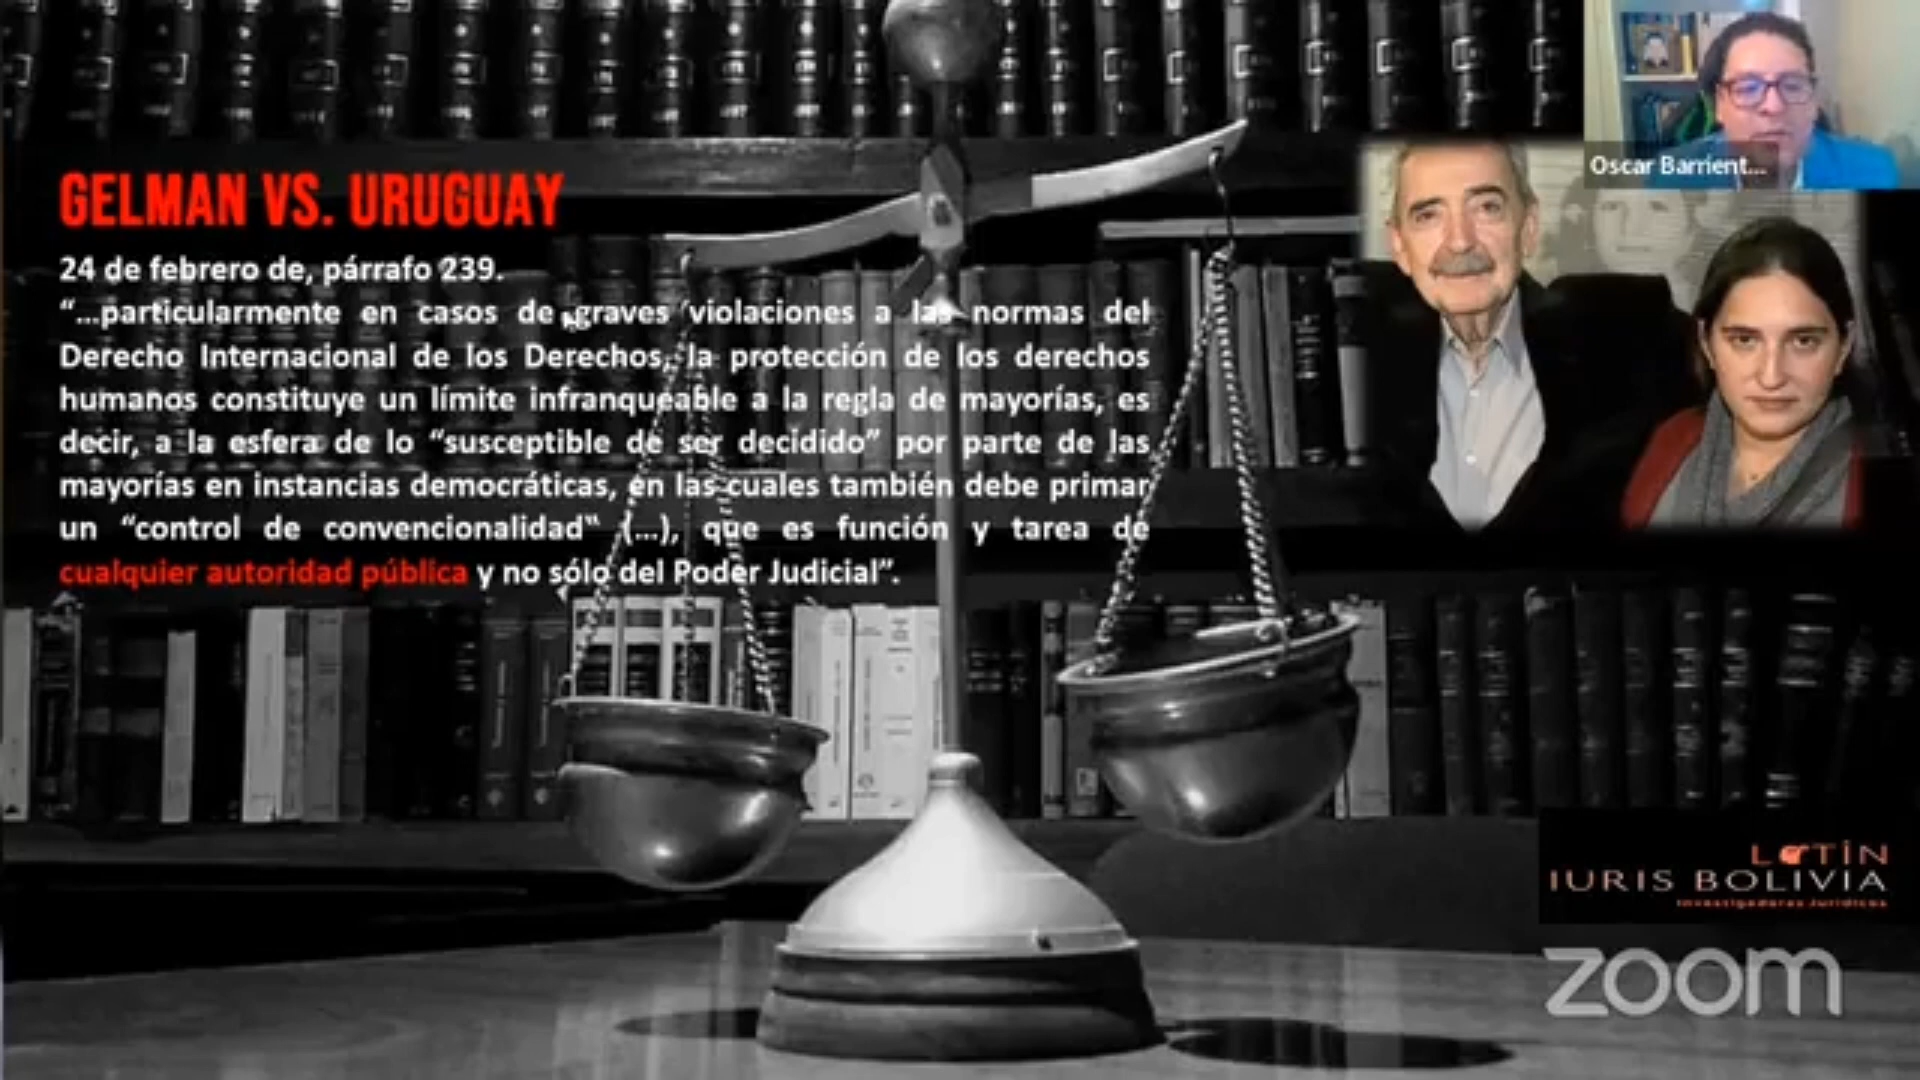 GELMAN VS. URUGUAY
24 de febrero de, párrafo 239.
“...particularmente en casos de graves violaciones a las normas del
Derecho Internacional de los Derechos, la protección de los derechos
humanos constituye un límite infranqueable a la regla de mayorías, es
decir, a la esfera de lo “susceptible de ser decidido” por parte de las
mayorías en instancias democráticas, en las cuales también debe primar
un “control de convencionalidad‟ (...), que es función y tarea de
cualquier autoridad pública y no sólo del Poder Judicial”.
Oscar Barrient...
LATIN
IURIS BOLIVIA
Investigadores Jurídicos
zoom